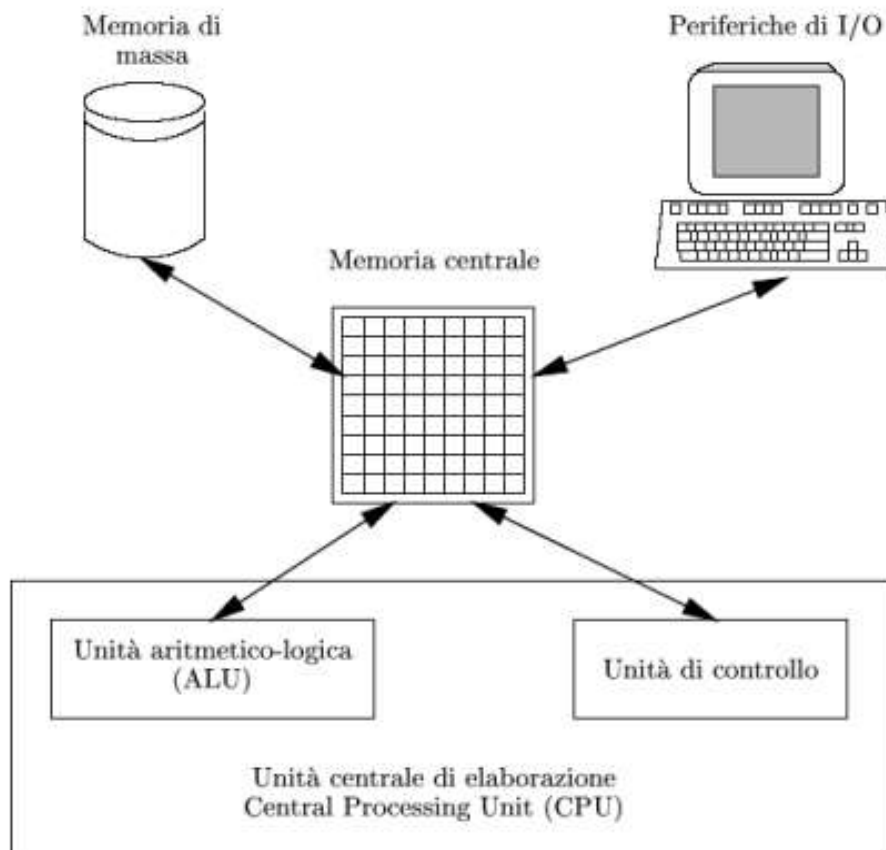 Memoria di
massa
Periferiche di I/O
Memoria centrale
Unità aritmetico-logica
(ALU)
Unità di controllo
Unità centrale di elaborazione
Central Processing Unit (CPU)